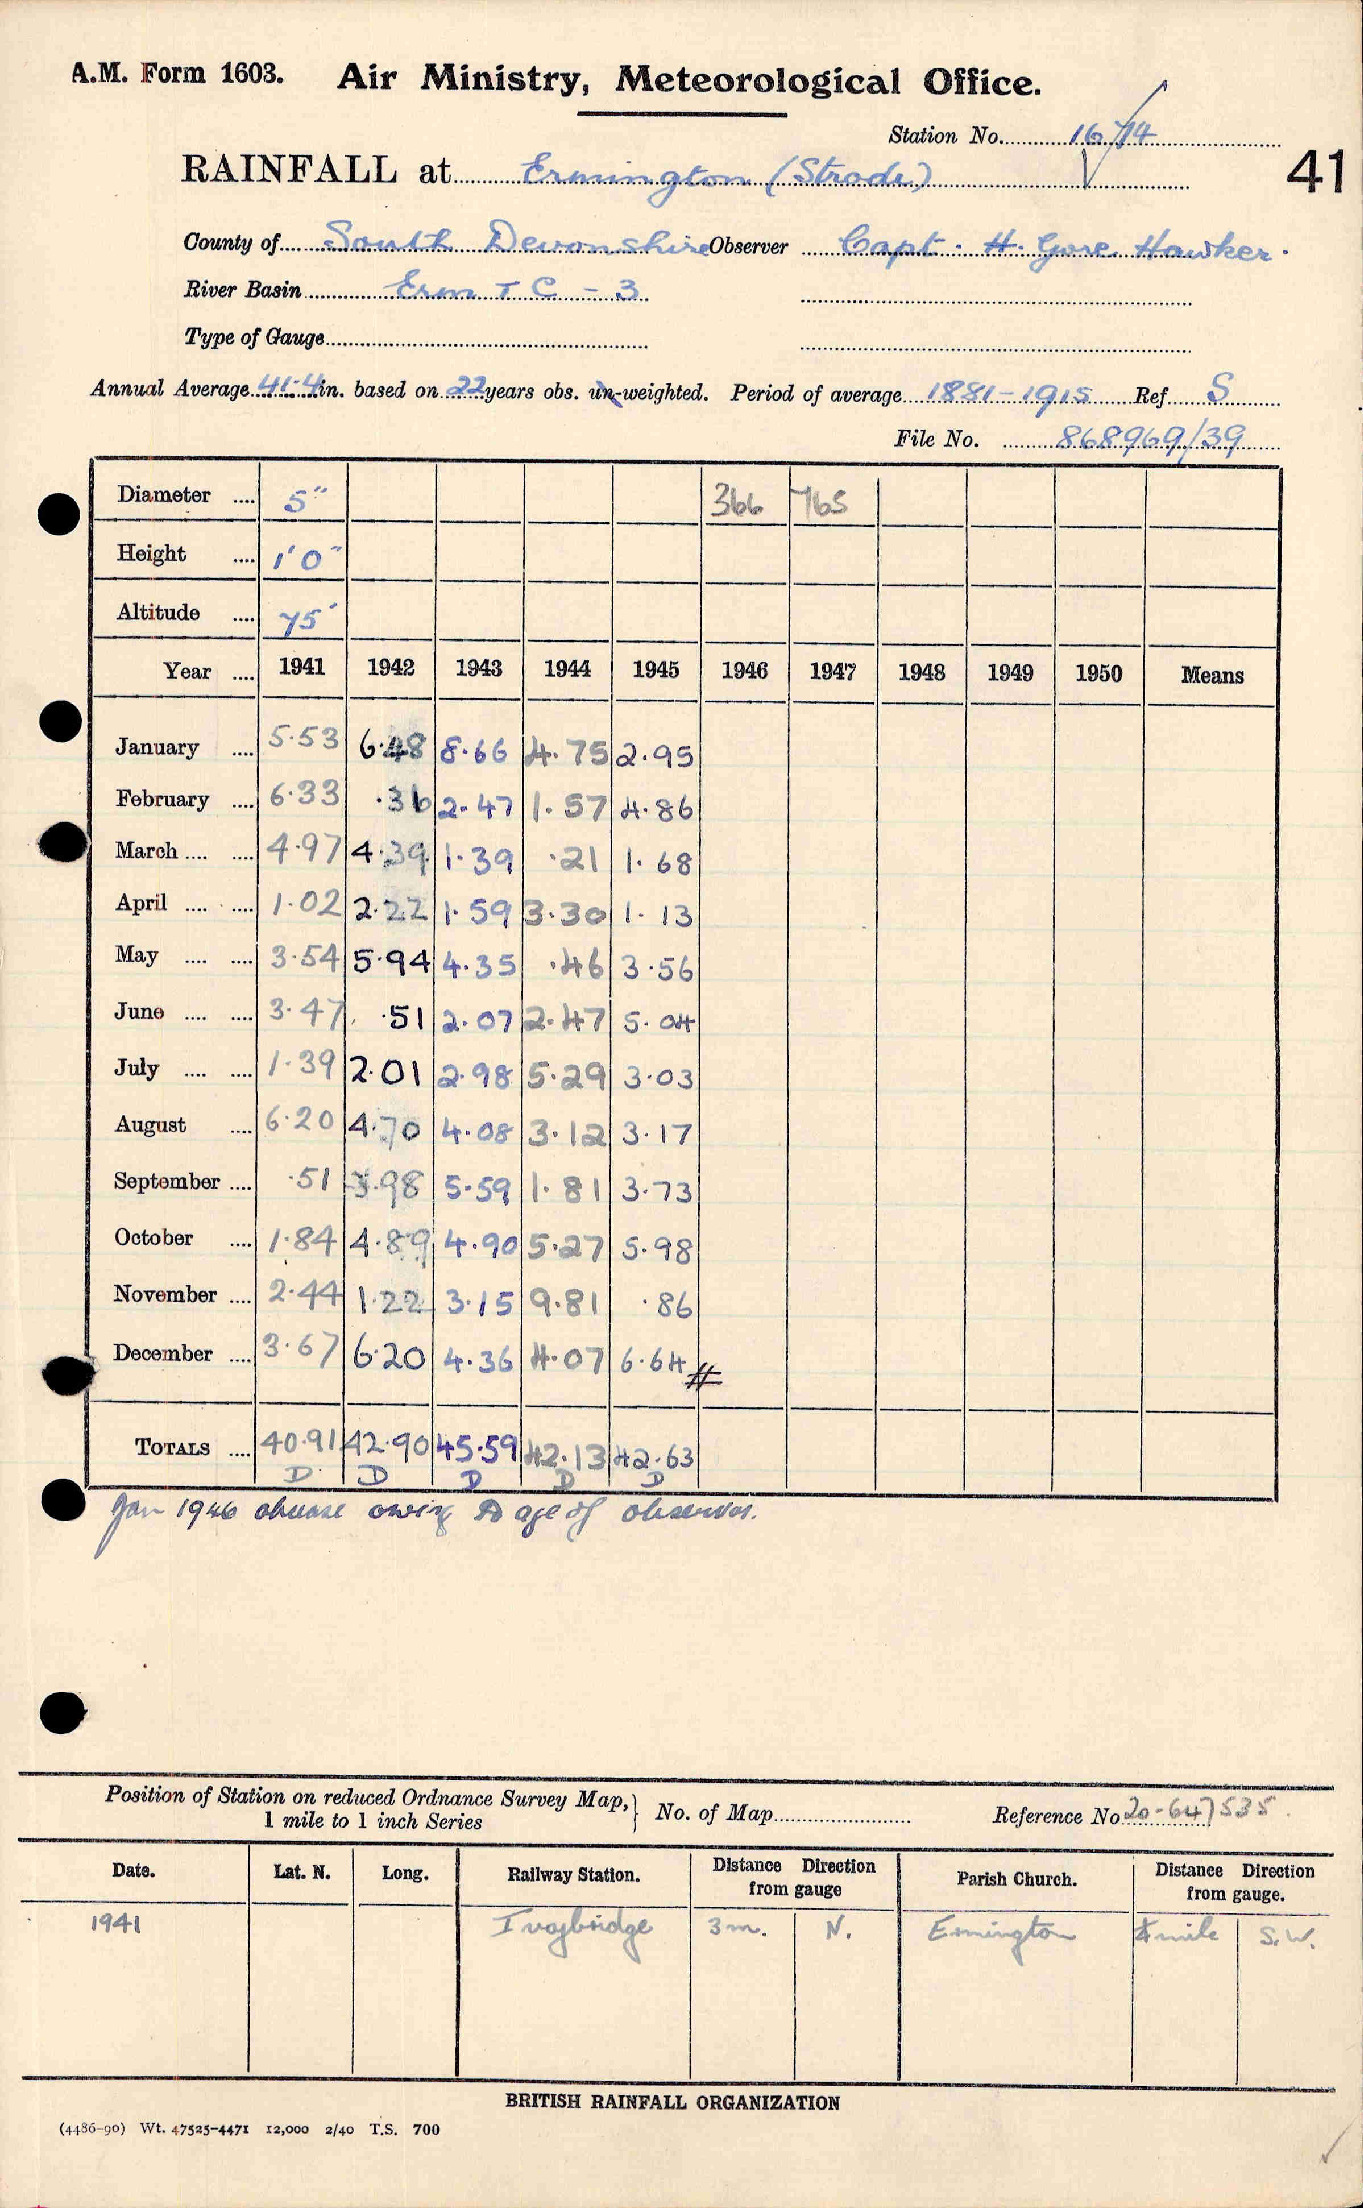 A.M. Form 1603. Air Ministry, Meteorological Office.
Station No. 1674
41
RAINFALL at Ermington (Strode)
County of South Devonshire Observer Capt. H. Gore Hawker.
River Basin Erm T C - 3
Type of Gauge
Annual Average 41.4 in. based on 22 years obs. un-weighted. Period of average 1881-1915 Ref S
File No. 868969/39
Diameter .... 5" 366 765
Height .... 1'0"
Altitude .... 75'
Year .... 1941 1942 1943 1944 1945 1946 1947 1948 1949 1950 Means
January .... 5.53 6.48 8.66 4.75 2.95
February .... 6.33 .36 2.47 1.57 4.86
March .... .... 4.97 4.39 1.39 .21 1.68
April .... .... 1.02 2.22 1.59 3.30 1.13
May .... .... 3.54 5.94 4.35 .46 3.56
June .... .... 3.47 .51 2.07 2.47 5.04
July .... .... 1.39 2.01 2.98 5.29 3.03
August .... 6.20 4.70 4.08 3.12 3.17
September .... .51 3.98 5.59 1.81 3.73
October .... 1.84 4.89 4.90 5.27 5.98
November .... 2.44 1.22 3.15 9.81 .86
December .... 3.67 6.20 4.36 4.07 6.64
TOTALS .... 40.91 42.90 45.59 42.13 42.63
D D D D D
Jan 1946 owing to age of observer.
Position of Station on reduced Ordnance Survey Map, 1 mile to 1 inch Series } No. of Map Reference No 20-647535
Date. Lat. N. Long. Railway Station. Distance Direction from gauge Parish Church. Distance Direction from gauge.
1941 Ivybridge 3m. N. Ermington mile S.W.
BRITISH RAINFALL ORGANIZATION
(4486-90) Wt. 47525-4471 12,000 2/40 T.S. 700